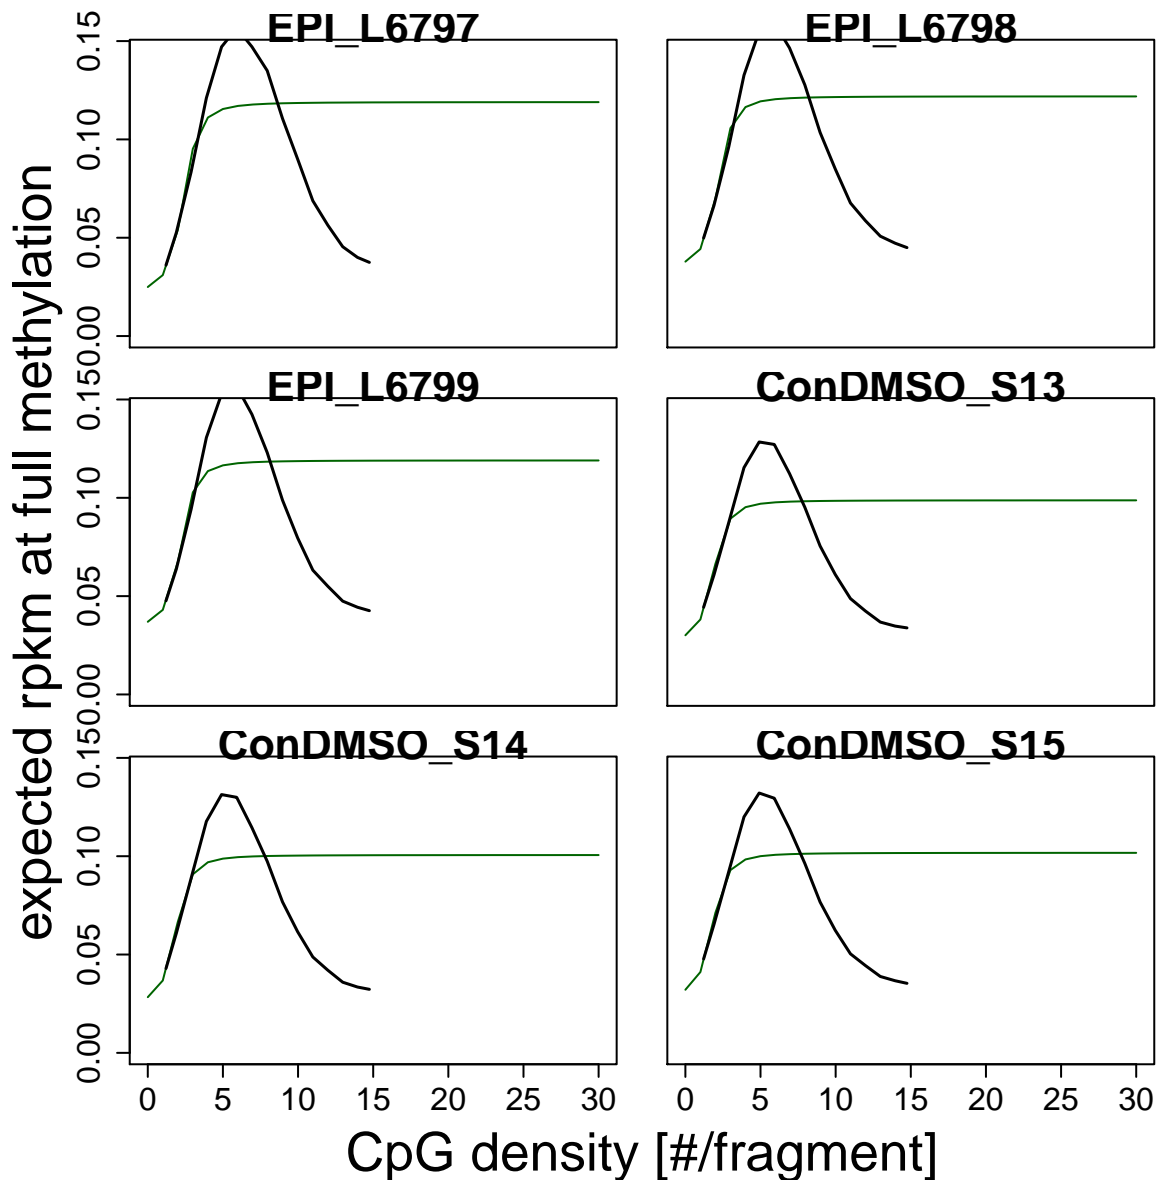 EPI_L6797
EPI_L6798
0.15
0.10
0.05
0.00
EPI_L6799
ConDMSO_S13
0.15
0.10
0.05
0.00
ConDMSO_S14
ConDMSO_S15
0.15
0.10
0.05
0.00
expected rpkm at full methylation
0 5 10 15 20 25 30
0 5 10 15 20 25 30
CpG density [#/fragment]